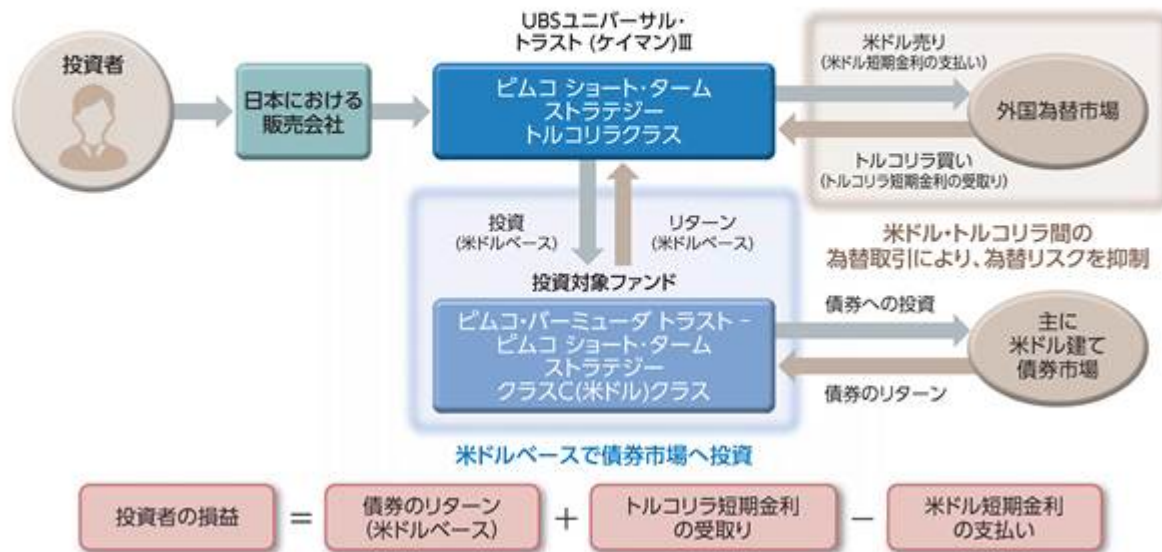 UBSユニバーサル・
トラスト (ケイマン)Ⅲ
投資者
日本における
販売会社
ピムコ ショート・ターム
ストラテジー
トルコリラクラス
米ドル売り
(米ドル短期金利の支払い)
外国為替市場
トルコリラ買い
(トルコリラ短期金利の受取り)
投資
(米ドルベース)
リターン
(米ドルベース)
米ドル・トルコリラ間の
為替取引により、為替リスクを抑制
投資対象ファンド
ピムコ・バーミューダ トラスト –
ピムコ ショート・ターム
ストラテジー
クラスC(米ドル)クラス
債券への投資
債券のリターン
主に
米ドル建て
債券市場
米ドルベースで債券市場へ投資
投資者の損益
=
債券のリターン
(米ドルベース)
+
トルコリラ短期金利
の受取り
−
米ドル短期金利
の支払い